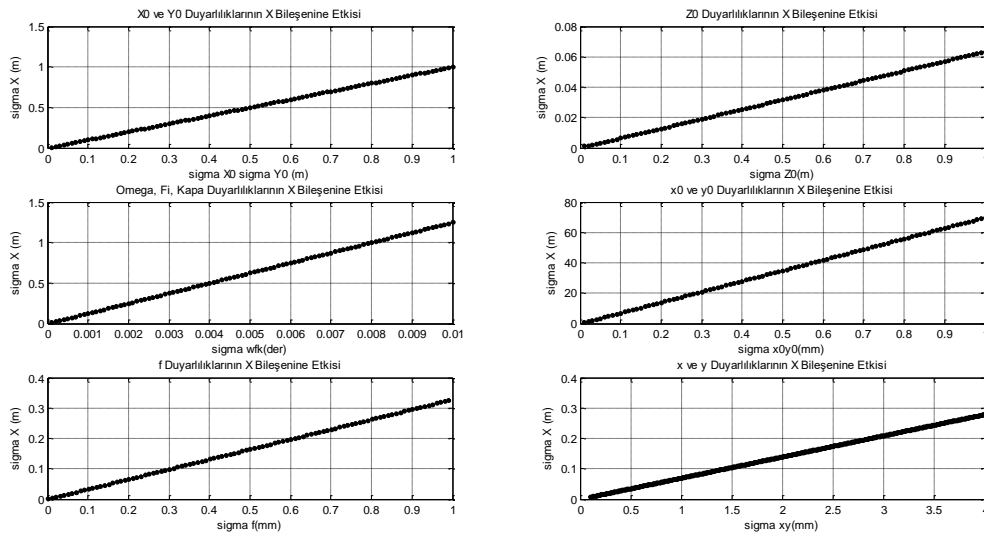 X0 ve Y0 Duyarlılıklarının X Bileşenine Etkisi
1.5
1
0.5
0
sigma X (m)
0 0.1 0.2 0.3 0.4 0.5 0.6 0.7 0.8 0.9 1
sigma X0 sigma Y0 (m)
Z0 Duyarlılıklarının X Bileşenine Etkisi
0.08
0.06
0.04
0.02
0
sigma X (m)
0 0.1 0.2 0.3 0.4 0.5 0.6 0.7 0.8 0.9 1
sigma Z0(m)
Omega, Fi, Kapa Duyarlılıklarının X Bileşenine Etkisi
1.5
1
0.5
0
sigma X (m)
0 0.001 0.002 0.003 0.004 0.005 0.006 0.007 0.008 0.009 0.01
sigma wfk(der)
x0 ve y0 Duyarlılıklarının X Bileşenine Etkisi
80
60
40
20
0
sigma X (m)
0 0.1 0.2 0.3 0.4 0.5 0.6 0.7 0.8 0.9 1
sigma x0y0(mm)
f Duyarlılıklarının X Bileşenine Etkisi
0.4
0.3
0.2
0.1
0
sigma X (m)
0 0.1 0.2 0.3 0.4 0.5 0.6 0.7 0.8 0.9 1
sigma f(mm)
x ve y Duyarlılıklarının X Bileşenine Etkisi
0.4
0.3
0.2
0.1
0
sigma X (m)
0.5 1 1.5 2 2.5 3 3.5 4
sigma xy(mm)